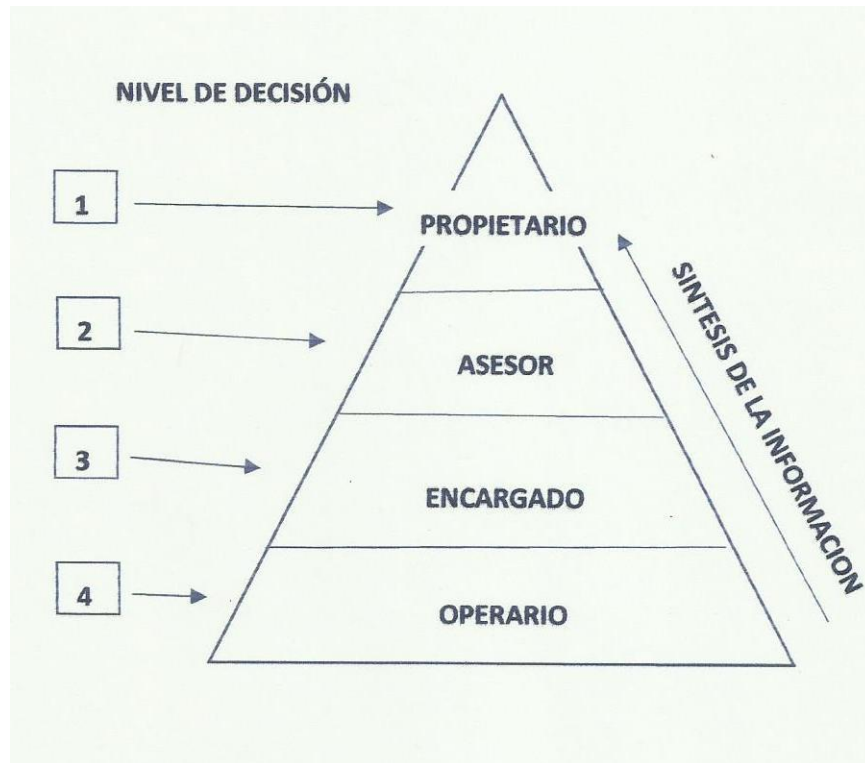 NIVEL DE DECISIÓN
1
PROPIETARIO
2
ASESOR
3
ENCARGADO
4
OPERARIO
SINTESIS DE LA INFORMACION